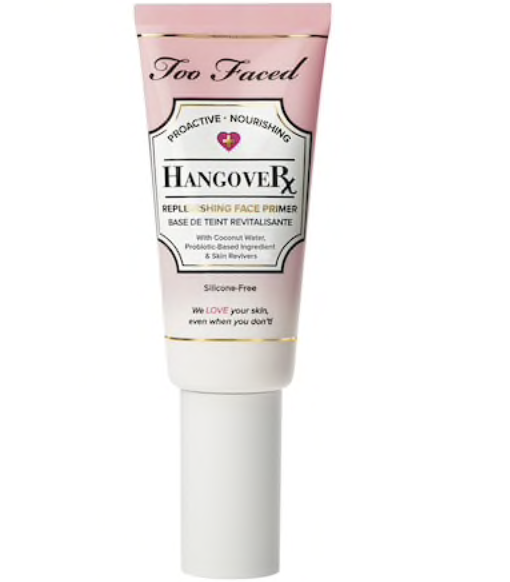 Too Faced
PROACTIVE · NOURISHING
HANGOVERx
REPLENISHING FACE PRIMER
BASE DE TEINT REVITALISANTE
With Coconut Water,
Probiotic-Based Ingredient
& Skin Revivers
Silicone-Free
We LOVE your skin,
even when you don't!